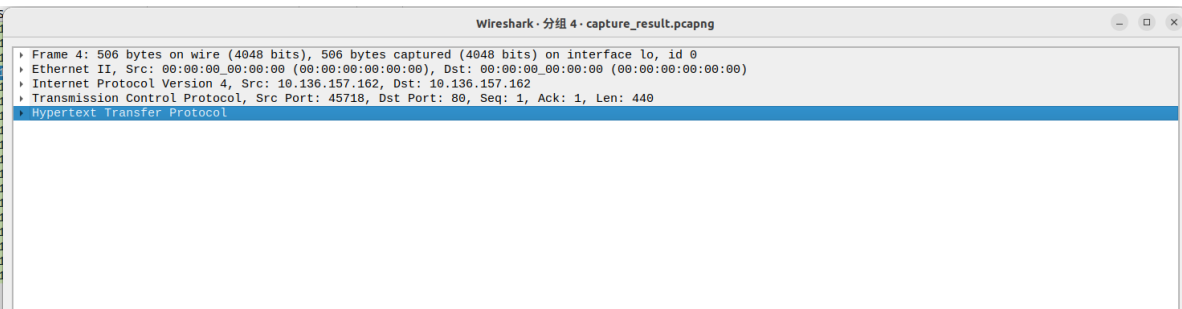 Wireshark · 分组 4 · capture_result.pcapng
Frame 4: 506 bytes on wire (4048 bits), 506 bytes captured (4048 bits) on interface lo, id 0
Ethernet II, Src: 00:00:00_00:00:00 (00:00:00:00:00:00), Dst: 00:00:00_00:00:00 (00:00:00:00:00:00)
Internet Protocol Version 4, Src: 10.136.157.162, Dst: 10.136.157.162
Transmission Control Protocol, Src Port: 45718, Dst Port: 80, Seq: 1, Ack: 1, Len: 440
Hypertext Transfer Protocol